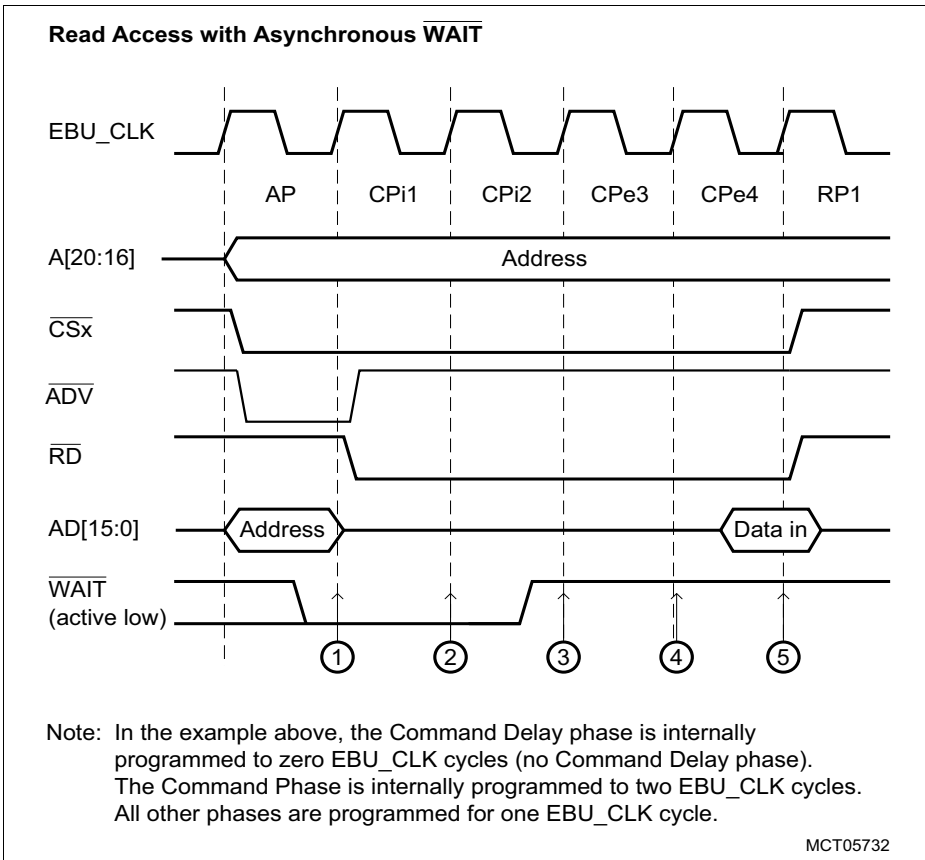 Read Access with Asynchronous WAIT
EBU_CLK
AP CPi1 CPi2 CPe3 CPe4 RP1
A[20:16] Address
CSx
ADV
RD
AD[15:0] Address Data in
WAIT
(active low)
1 2 3 4 5
Note: In the example above, the Command Delay phase is internally
programmed to zero EBU_CLK cycles (no Command Delay phase).
The Command Phase is internally programmed to two EBU_CLK cycles.
All other phases are programmed for one EBU_CLK cycle.
MCT05732